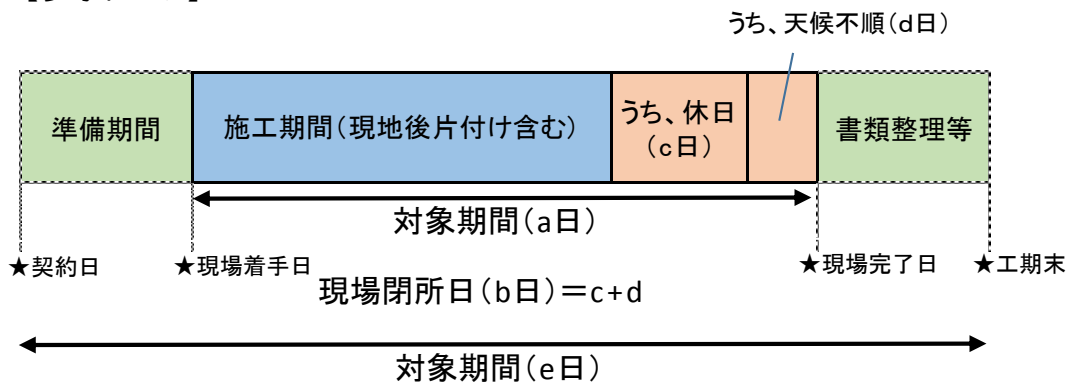 うち、天候不順(d日)
準備期間
施工期間(現地後片付け含む)
うち、休日
(c日)
書類整理等
対象期間(a日)
★契約日
★現場着手日
★現場完了日
★工期末
現場閉所日(b日)=c+d
対象期間(e日)